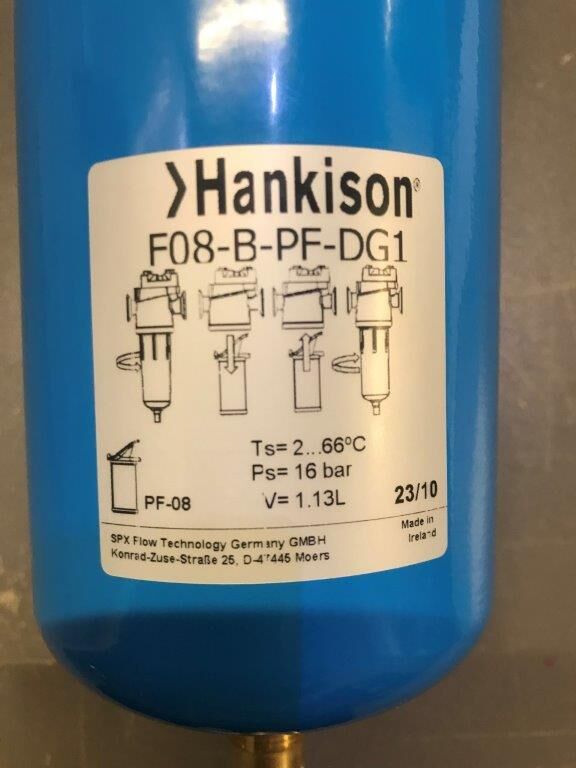 Hankison®
F08-B-PF-DG1
Ts= 2...66ºC
Ps= 16 bar
PF-08
V= 1.13L
23/10
Made in
Ireland
SPX Flow Technology Germany GMBH
Konrad-Zuse-Straße 25, D-47445 Moers